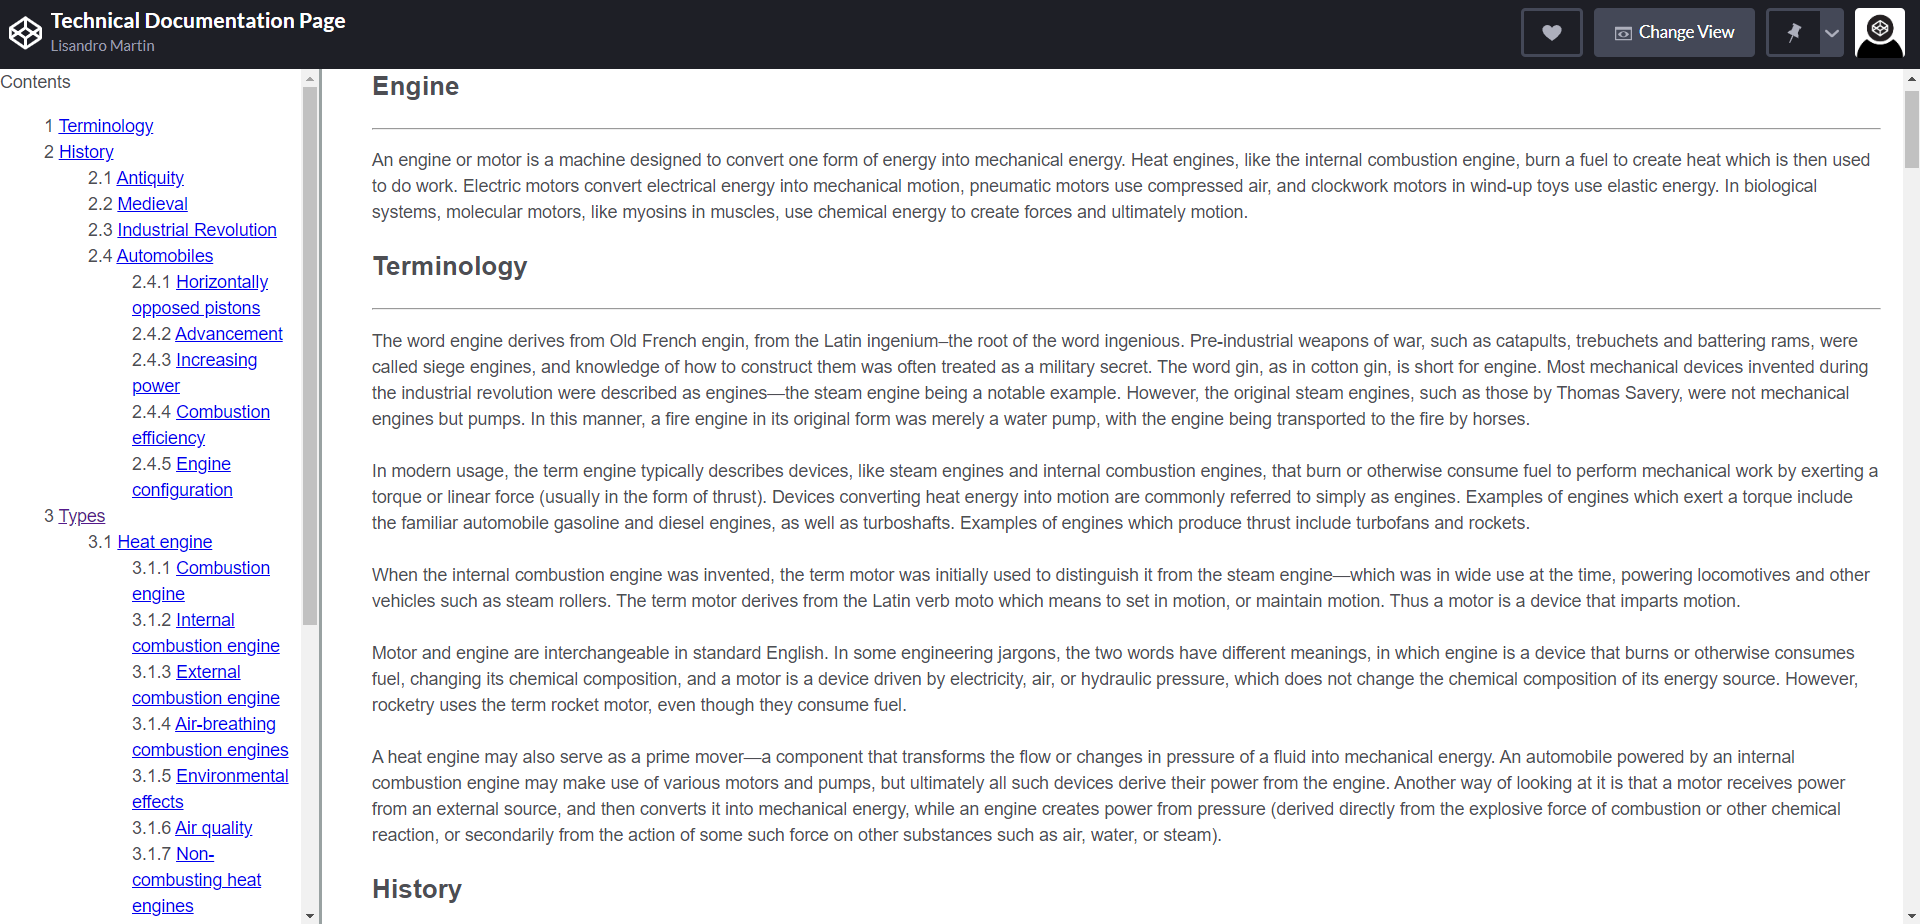 Technical Documentation Page
Lisandro Martin
Change View
Contents
1 Terminology
2 History
2.1 Antiquity
2.2 Medieval
2.3 Industrial Revolution
2.4 Automobiles
2.4.1 Horizontally
opposed pistons
2.4.2 Advancement
2.4.3 Increasing
power
2.4.4 Combustion
efficiency
2.4.5 Engine
configuration
3 Types
3.1 Heat engine
3.1.1 Combustion
engine
3.1.2 Internal
combustion engine
3.1.3 External
combustion engine
3.1.4 Air-breathing
combustion engines
3.1.5 Environmental
effects
3.1.6 Air quality
3.1.7 Non-
combusting heat
engines
Engine
An engine or motor is a machine designed to convert one form of energy into mechanical energy. Heat engines, like the internal combustion engine, burn a fuel to create heat which is then used
to do work. Electric motors convert electrical energy into mechanical motion, pneumatic motors use compressed air, and clockwork motors in wind-up toys use elastic energy. In biological
systems, molecular motors, like myosins in muscles, use chemical energy to create forces and ultimately motion.
Terminology
The word engine derives from Old French engin, from the Latin ingenium–the root of the word ingenious. Pre-industrial weapons of war, such as catapults, trebuchets and battering rams, were
called siege engines, and knowledge of how to construct them was often treated as a military secret. The word gin, as in cotton gin, is short for engine. Most mechanical devices invented during
the industrial revolution were described as engines—the steam engine being a notable example. However, the original steam engines, such as those by Thomas Savery, were not mechanical
engines but pumps. In this manner, a fire engine in its original form was merely a water pump, with the engine being transported to the fire by horses.
In modern usage, the term engine typically describes devices, like steam engines and internal combustion engines, that burn or otherwise consume fuel to perform mechanical work by exerting a
torque or linear force (usually in the form of thrust). Devices converting heat energy into motion are commonly referred to simply as engines. Examples of engines which exert a torque include
the familiar automobile gasoline and diesel engines, as well as turboshafts. Examples of engines which produce thrust include turbofans and rockets.
When the internal combustion engine was invented, the term motor was initially used to distinguish it from the steam engine—which was in wide use at the time, powering locomotives and other
vehicles such as steam rollers. The term motor derives from the Latin verb moto which means to set in motion, or maintain motion. Thus a motor is a device that imparts motion.
Motor and engine are interchangeable in standard English. In some engineering jargons, the two words have different meanings, in which engine is a device that burns or otherwise consumes
fuel, changing its chemical composition, and a motor is a device driven by electricity, air, or hydraulic pressure, which does not change the chemical composition of its energy source. However,
rocketry uses the term rocket motor, even though they consume fuel.
A heat engine may also serve as a prime mover—a component that transforms the flow or changes in pressure of a fluid into mechanical energy. An automobile powered by an internal
combustion engine may make use of various motors and pumps, but ultimately all such devices derive their power from the engine. Another way of looking at it is that a motor receives power
from an external source, and then converts it into mechanical energy, while an engine creates power from pressure (derived directly from the explosive force of combustion or other chemical
reaction, or secondarily from the action of some such force on other substances such as air, water, or steam).
History